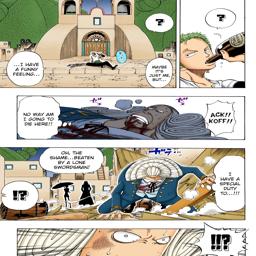 ?
?
MAYBE
IT'S
JUST ME,
BUT...
...I HAVE
A FUNNY
FEELING...
ACK!!
KOFF!!
NO WAY AM
I GOING TO
DIE HERE!!
OH,
THE
SHAME...
BEATEN
BY A
LONE
SWORDSMAN!
I HAVE A
SPECIAL
DUTY
TO...!!
!?
!!?